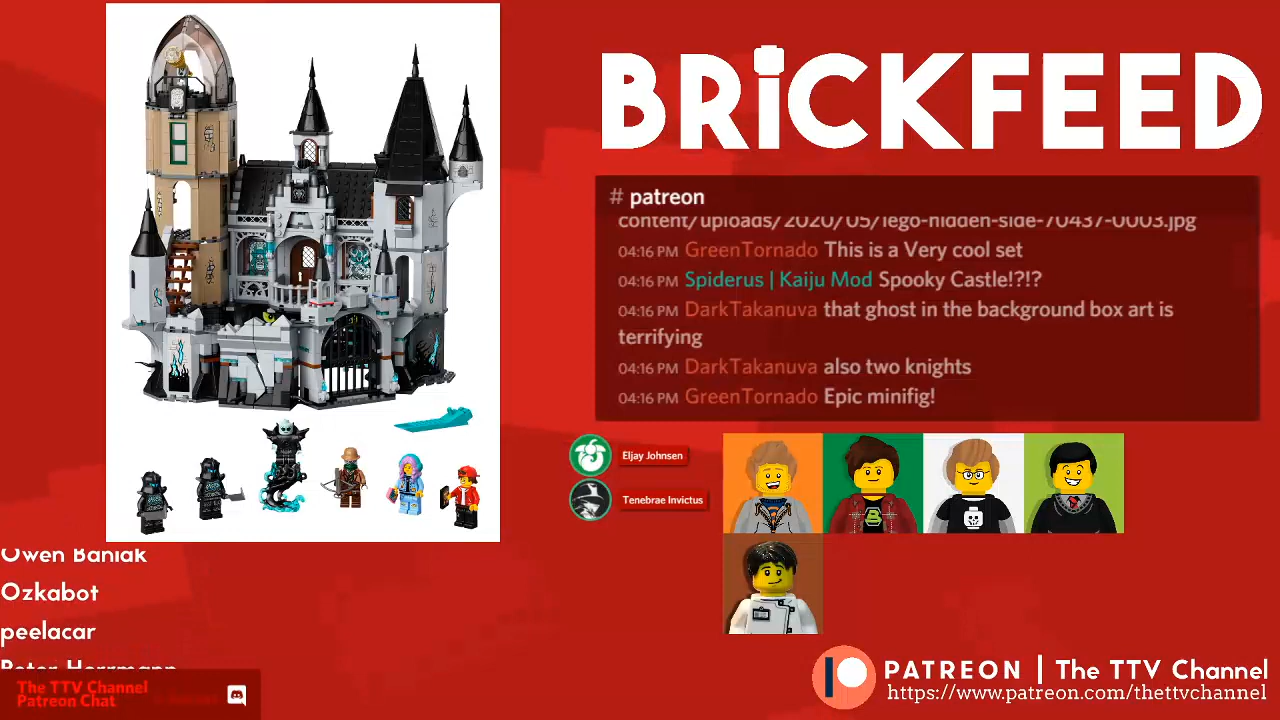 BRICKFEED
# patreon
content/uploads/2020/05/lego-hidden-side-70437-0003.jpg
04:16 PM GreenTornado This is a Very cool set
04:16 PM Spiderus | Kaiju Mod Spooky Castle!?!?
04:16 PM DarkTakanuva that ghost in the background box art is
terrifying
04:16 PM DarkTakanuva also two knights
04:16 PM GreenTornado Epic minifig!
Eljay Johnsen
Tenebrae Invictus
Owen Baniak
Ozkabot
peelacar
Peter Herrmann
The TTV Channel
Patreon Chat
PATREON | The TTV Channel
https://www.patreon.com/thettvchannel